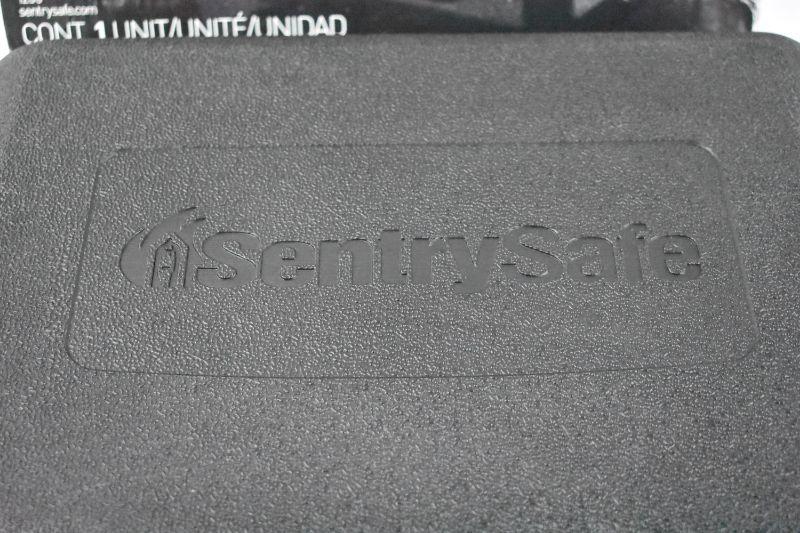 sentrysafe.com
CONT. 1 UNIT/UNITÉ/UNIDAD
SentrySafe